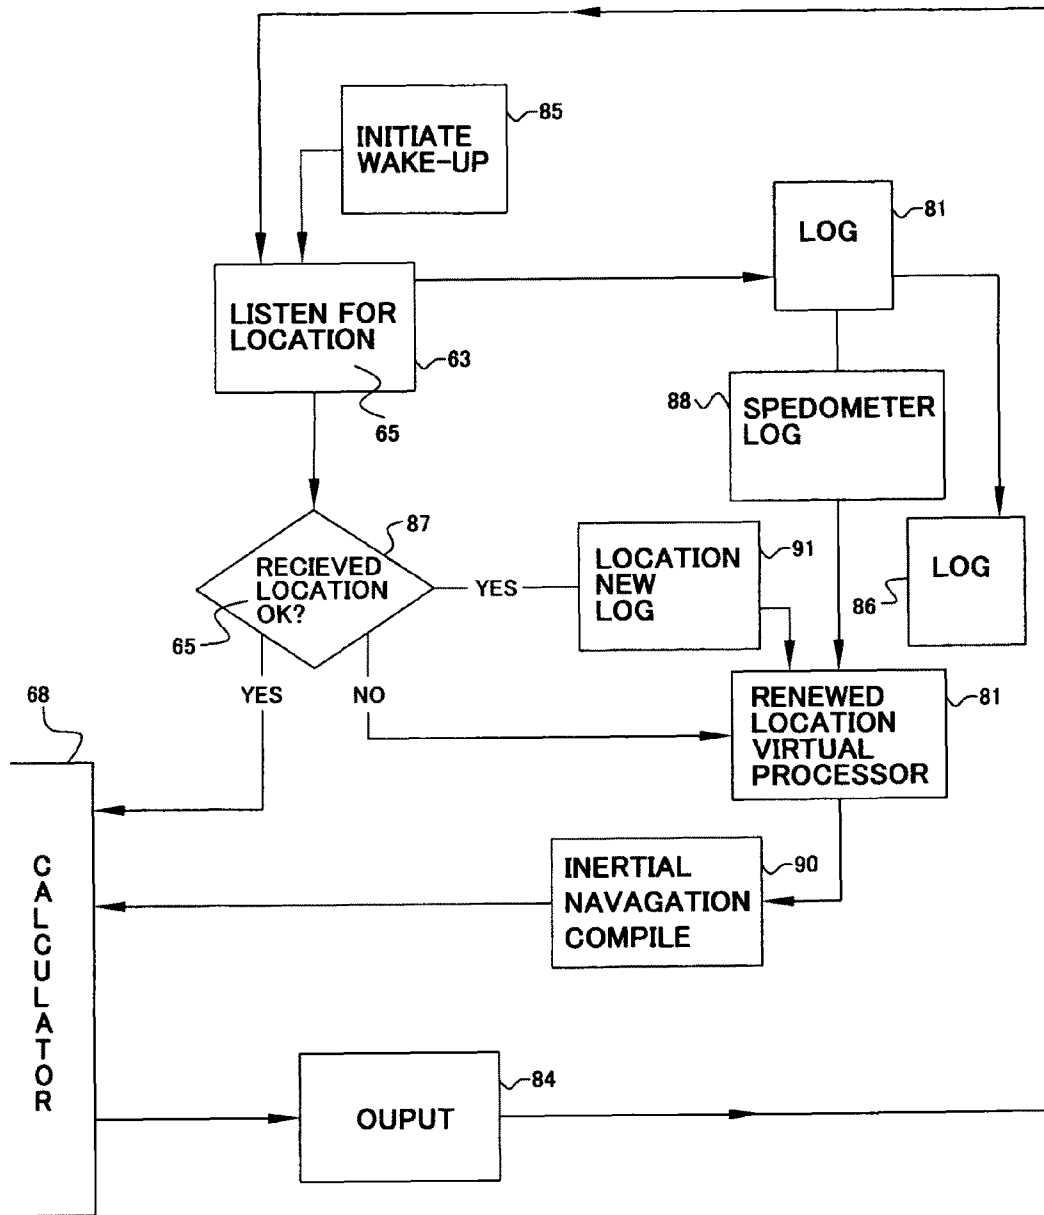 INITIATE
WAKE-UP
85
LISTEN FOR
LOCATION
63
65
LOG
81
88
SPEDOMETER
LOG
LOG
86
87
RECIEVED
LOCATION
OK?
65
YES
LOCATION
NEW
LOG
91
YES
NO
RENEWED
LOCATION
VIRTUAL
PROCESSOR
81
68
CALCULATOR
INERTIAL
NAVAGATION
COMPILE
90
OUPUT
84